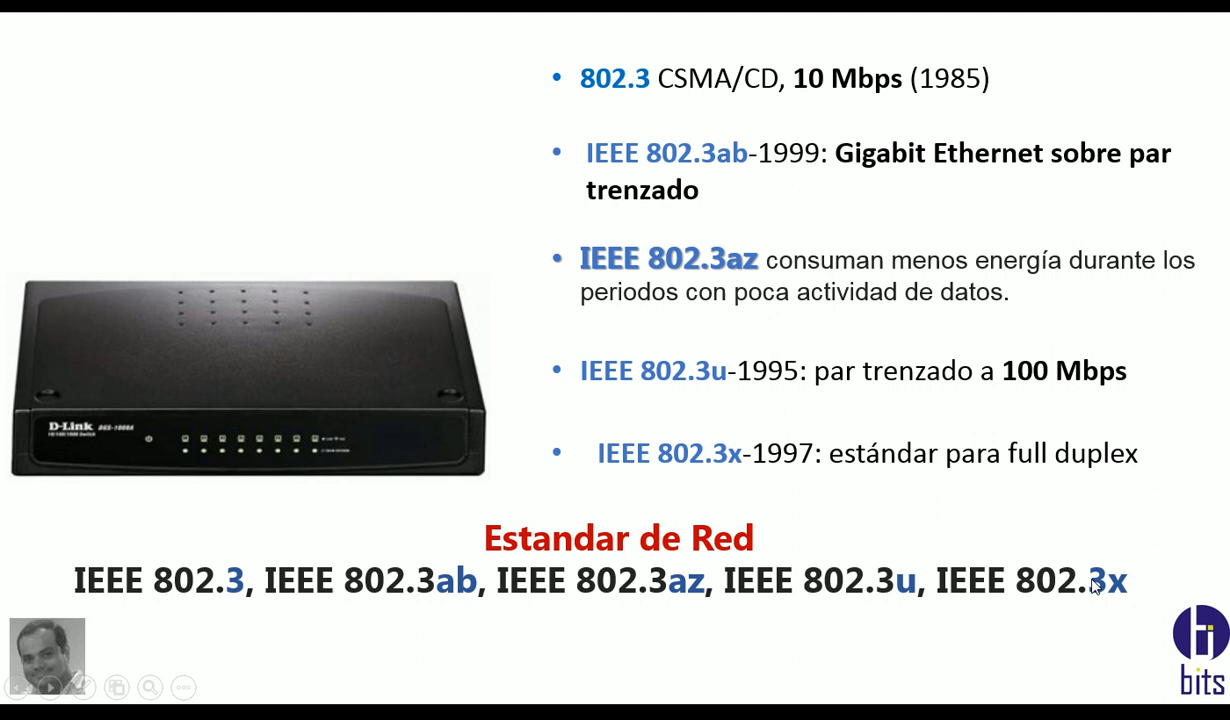 • 802.3 CSMA/CD, 10 Mbps (1985)
• IEEE 802.3ab-1999: Gigabit Ethernet sobre par
trenzado
• IEEE 802.3az consuman menos energía durante los
periodos con poca actividad de datos.
• IEEE 802.3u-1995: par trenzado a 100 Mbps
• IEEE 802.3x-1997: estándar para full duplex
D-Link
Estandar de Red
IEEE 802.3, IEEE 802.3ab, IEEE 802.3az, IEEE 802.3u, IEEE 802.3x
bits